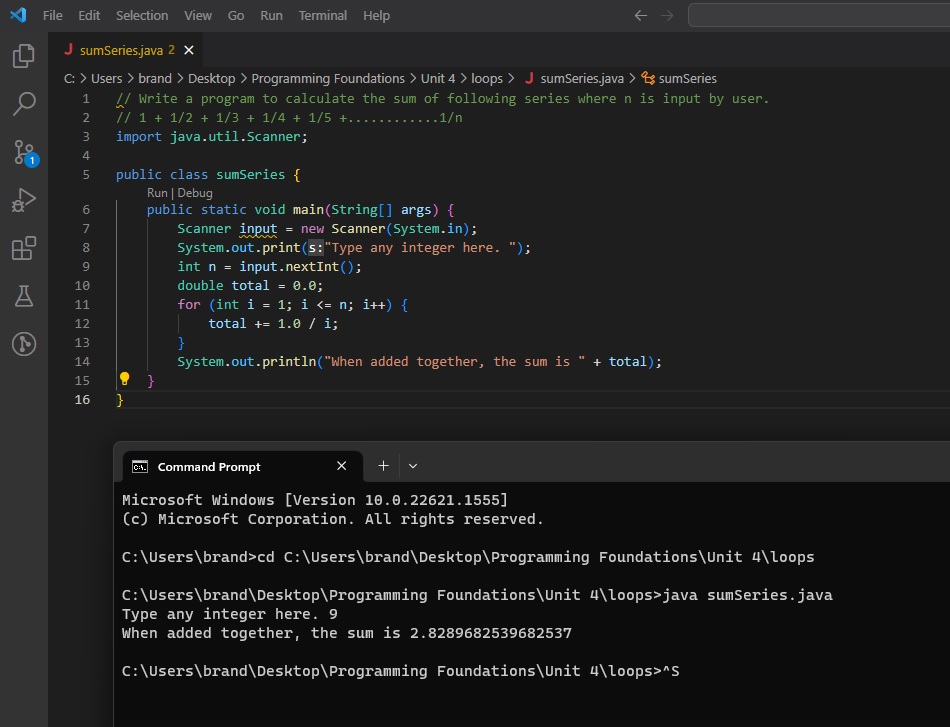 File Edit Selection View Go Run Terminal Help
J sumSeries.java 2
C: > Users > brand > Desktop > Programming Foundations > Unit 4 > loops > J sumSeries.java > sumSeries
1 // Write a program to calculate the sum of following series where n is input by user.
2 // 1 + 1/2 + 1/3 + 1/4 + 1/5 +............1/n
3 import java.util.Scanner;
4
5 public class sumSeries {
Run | Debug
6 public static void main(String[] args) {
7 Scanner input = new Scanner(System.in);
8 System.out.print(s:"Type any integer here. ");
9 int n = input.nextInt();
10 double total = 0.0;
11 for (int i = 1; i <= n; i++) {
12 total += 1.0 / i;
13 }
14 System.out.println("When added together, the sum is " + total);
15 }
16 }
1
Command Prompt
Microsoft Windows [Version 10.0.22621.1555]
(c) Microsoft Corporation. All rights reserved.
C:\Users\brand>cd C:\Users\brand\Desktop\Programming Foundations\Unit 4\loops
C:\Users\brand\Desktop\Programming Foundations\Unit 4\loops>java sumSeries.java
Type any integer here. 9
When added together, the sum is 2.8289682539682537
C:\Users\brand\Desktop\Programming Foundations\Unit 4\loops>^S